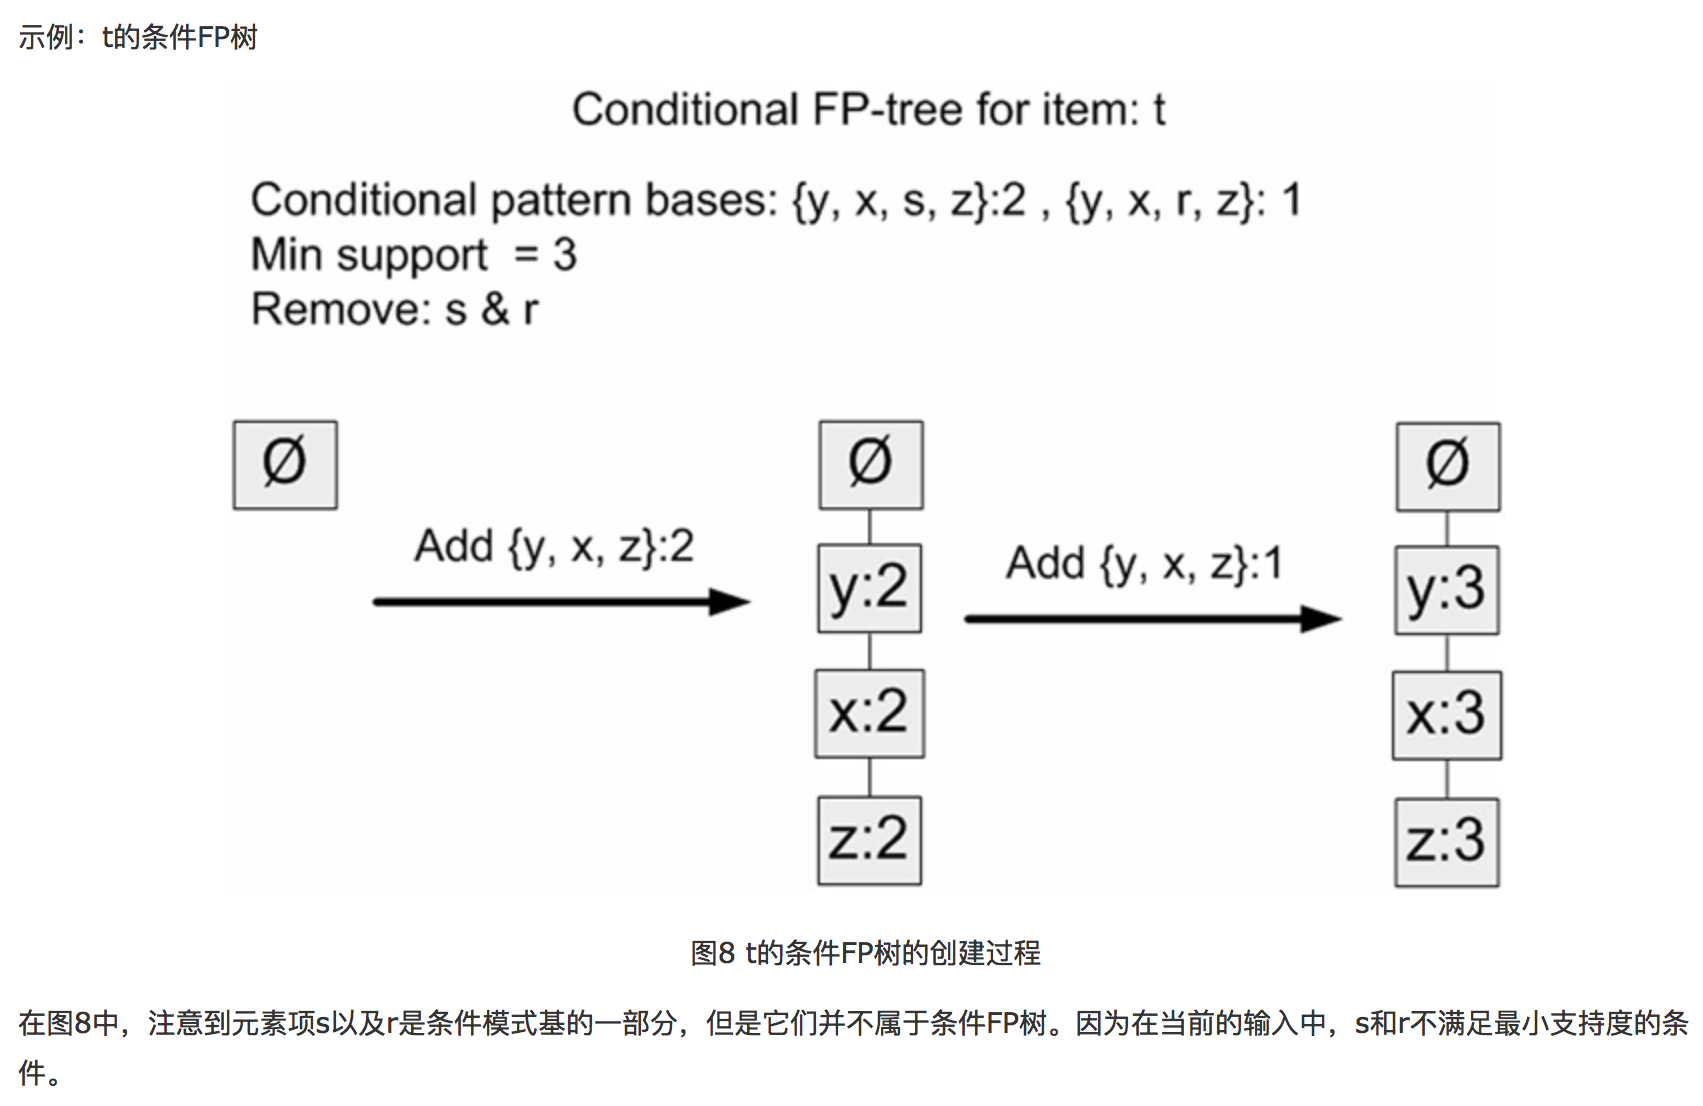 示例：t的条件FP树
Conditional FP-tree for item: t
Conditional pattern bases: {y, x, s, z}:2 , {y, x, r, z}: 1
Min support = 3
Remove: s & r
Ø
Add {y, x, z}:2
Ø
y:2
x:2
z:2
Add {y, x, z}:1
Ø
y:3
x:3
z:3
图8 t的条件FP树的创建过程
在图8中，注意到元素项s以及r是条件模式基的一部分，但是它们并不属于条件FP树。因为在当前的输入中，s和r不满足最小支持度的条
件。